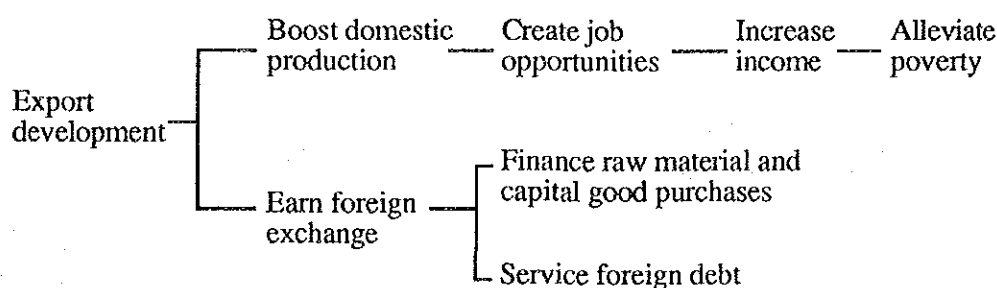 Export
development
Boost domestic
production
Create job
opportunities
Increase
income
Alleviate
poverty
Earn foreign
exchange
Finance raw material and
capital good purchases
Service foreign debt